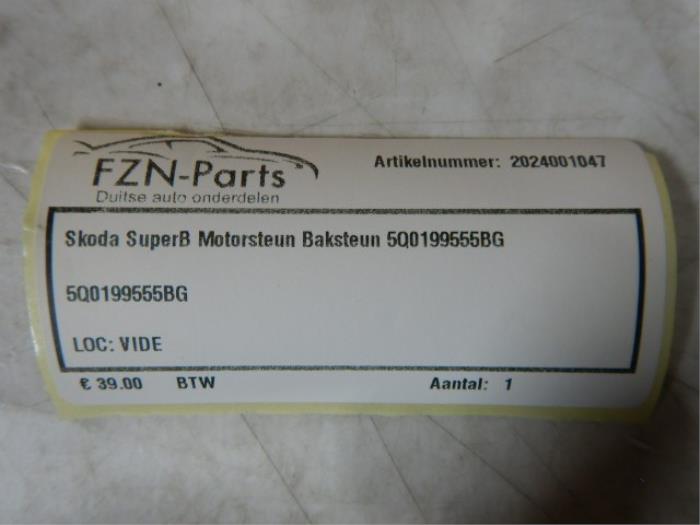 FZN-Parts
Duitse auto onderdelen
Artikelnummer: 2024001047
Skoda SuperB Motorsteun Baksteun 5Q0199555BG
5Q0199555BG
LOC: VIDE
€ 39.00 BTW Aantal: 1